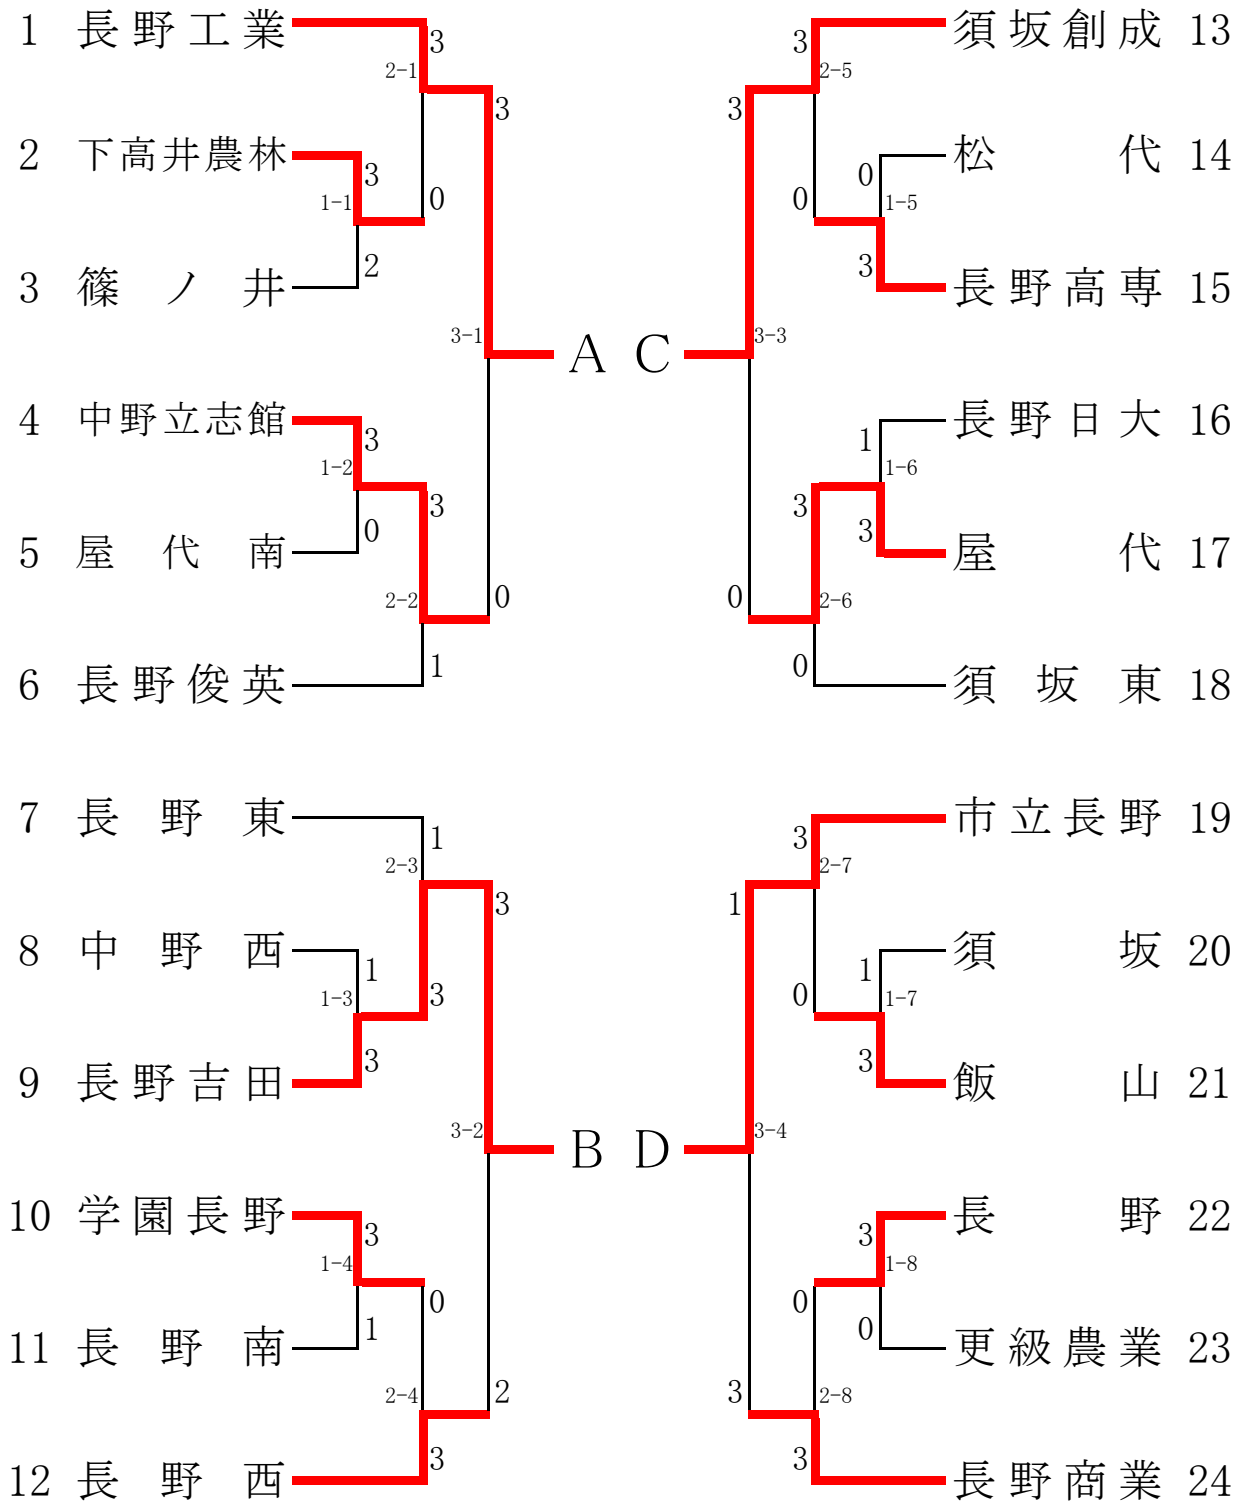 1 長野工業
3
2-1
3
2 下高井農林
3
1-1
0
3 篠ノ井
2
3-1
A
4 中野立志館
3
1-2
3
5 屋代南
0
2-2
0
6 長野俊英
1
7 長野東
1
2-3
3
8 中野西
1
1-3
3
9 長野吉田
3
3-2
B
10 学園長野
3
1-4
0
11 長野南
1
2-4
2
12 長野西
3
須坂創成 13
3
2-5
3
松代 14
0
1-5
0
長野高専 15
3
C
3-3
長野日大 16
1
1-6
3
屋代 17
3
2-6
0
須坂東 18
0
市立長野 19
3
2-7
1
須坂 20
1
1-7
0
飯山 21
3
D
3-4
長野 22
3
1-8
0
更級農業 23
0
2-8
3
長野商業 24
3